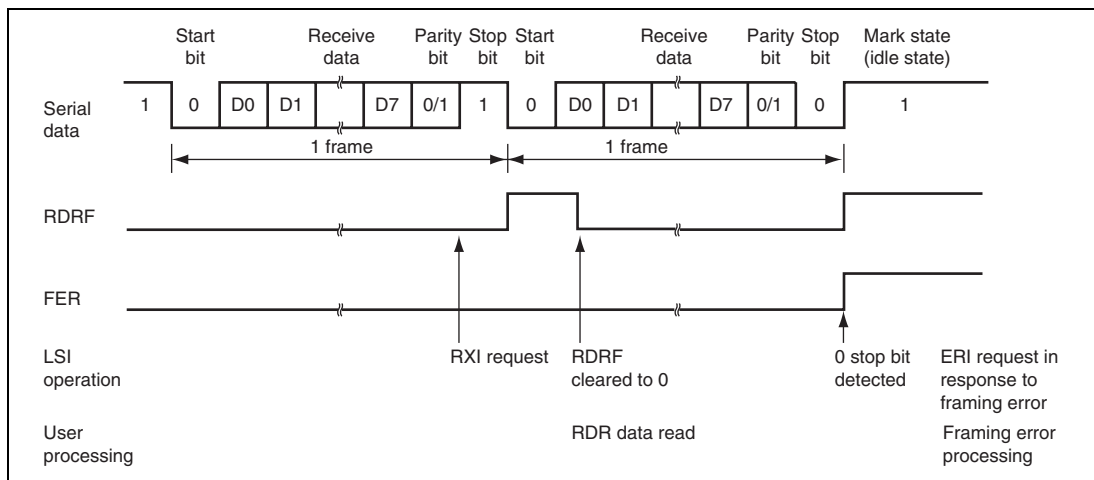 Start bit Receive data Parity bit Stop bit Start bit Receive data Parity bit Stop bit Mark state (idle state)
Serial data
1 0 D0 D1 D7 0/1 1 0 D0 D1 D7 0/1 0 1
1 frame 1 frame
RDRF
FER
LSI operation
RXI request
RDRF cleared to 0
0 stop bit detected
ERI request in response to framing error
User processing
RDR data read
Framing error processing